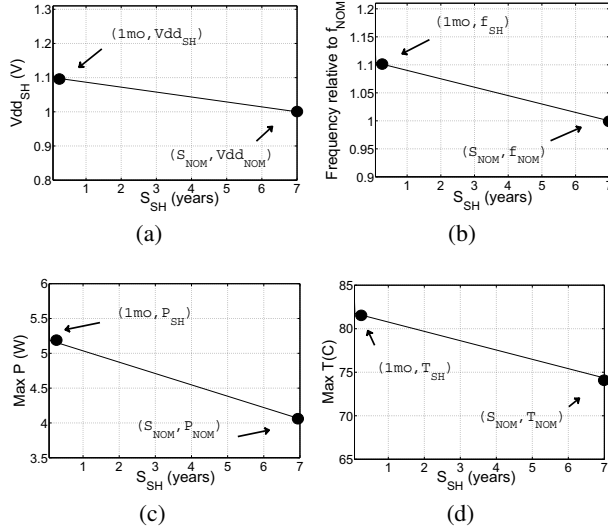 1.3
1.2
1.1
1
0.9
0.8
Vdd_SH (V)
(1mo,Vdd_SH)
(S_NOM,Vdd_NOM)
1 2 3 4 5 6 7
S_SH (years)
(a)
1.3
1.2
1.15
1.10
1.05
1
0.95
0.9
Frequency relative to f_NOM
(1mo,f_SH)
(S_NOM,f_NOM)
1 2 3 4 5 6 7
S_SH (years)
(b)
6
5.5
5
4.5
4
3.5
Max P (W)
(1mo,P_SH)
(S_NOM,P_NOM)
1 2 3 4 5 6 7
S_SH (years)
(c)
85
80
75
70
65
Max T(C)
(1mo,T_SH)
(S_NOM,T_NOM)
1 2 3 4 5 6 7
S_SH (years)
(d)